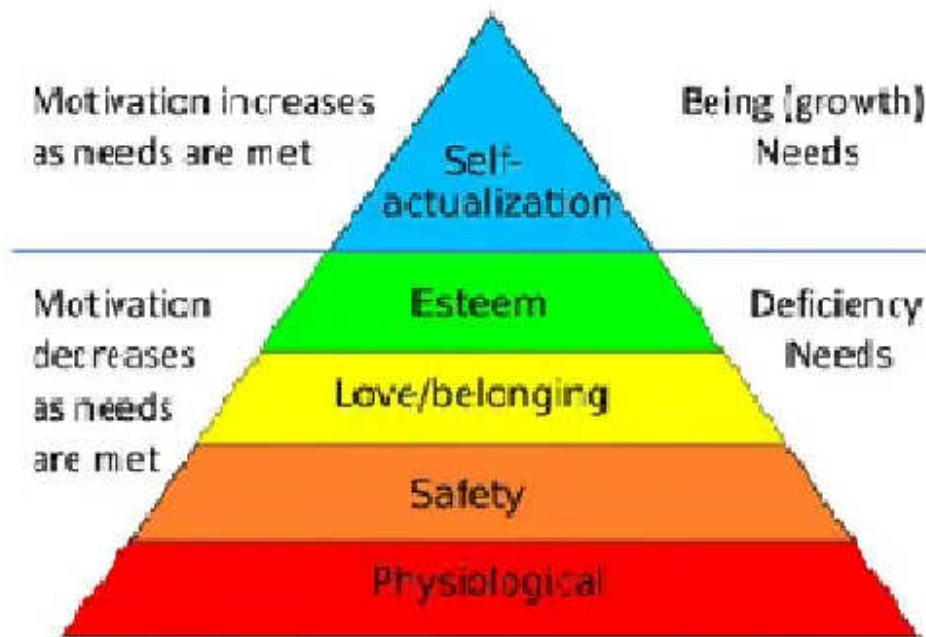 Motivation increases
as needs are met
Being (growth)
Needs
Self-
actualization
Motivation
decreases
as needs
are met
Esteem
Deficiency
Needs
Love/belonging
Safety
Physiological